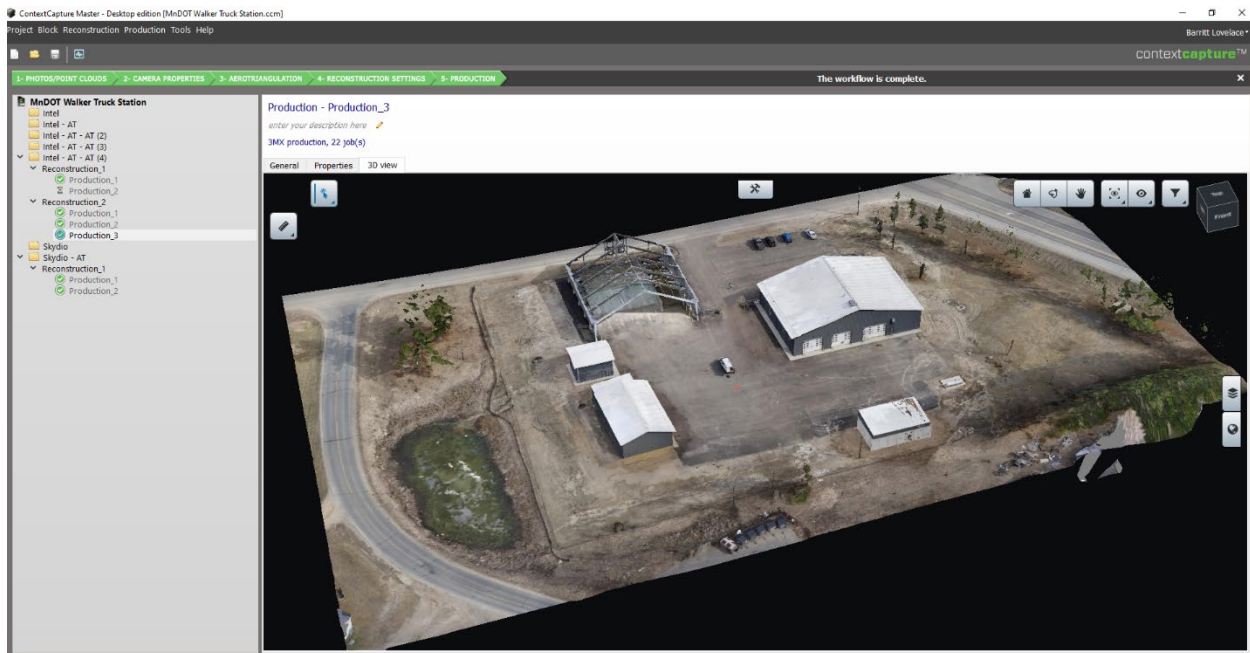 ContextCapture Master - Desktop edition [MnDOT Walker Truck Station.ccm]
Project Block Reconstruction Production Tools Help
Barritt Lovelace
contextcapture™
1- PHOTOS/POINT CLOUDS 2- CAMERA PROPERTIES 3- AEROTRIANGULATION 4- RECONSTRUCTION SETTINGS 5- PRODUCTION
The workflow is complete.
MnDOT Walker Truck Station
Intel
Intel - AT
Intel - AT - AT (2)
Intel - AT - AT (3)
Intel - AT - AT (4)
Reconstruction_1
Production_1
Production_2
Reconstruction_2
Production_1
Production_2
Production_3
Skydio
Skydio - AT
Reconstruction_1
Production_1
Production_2
Production - Production_3
enter your description here
3MX production, 22 job(s)
General Properties 3D view
Front